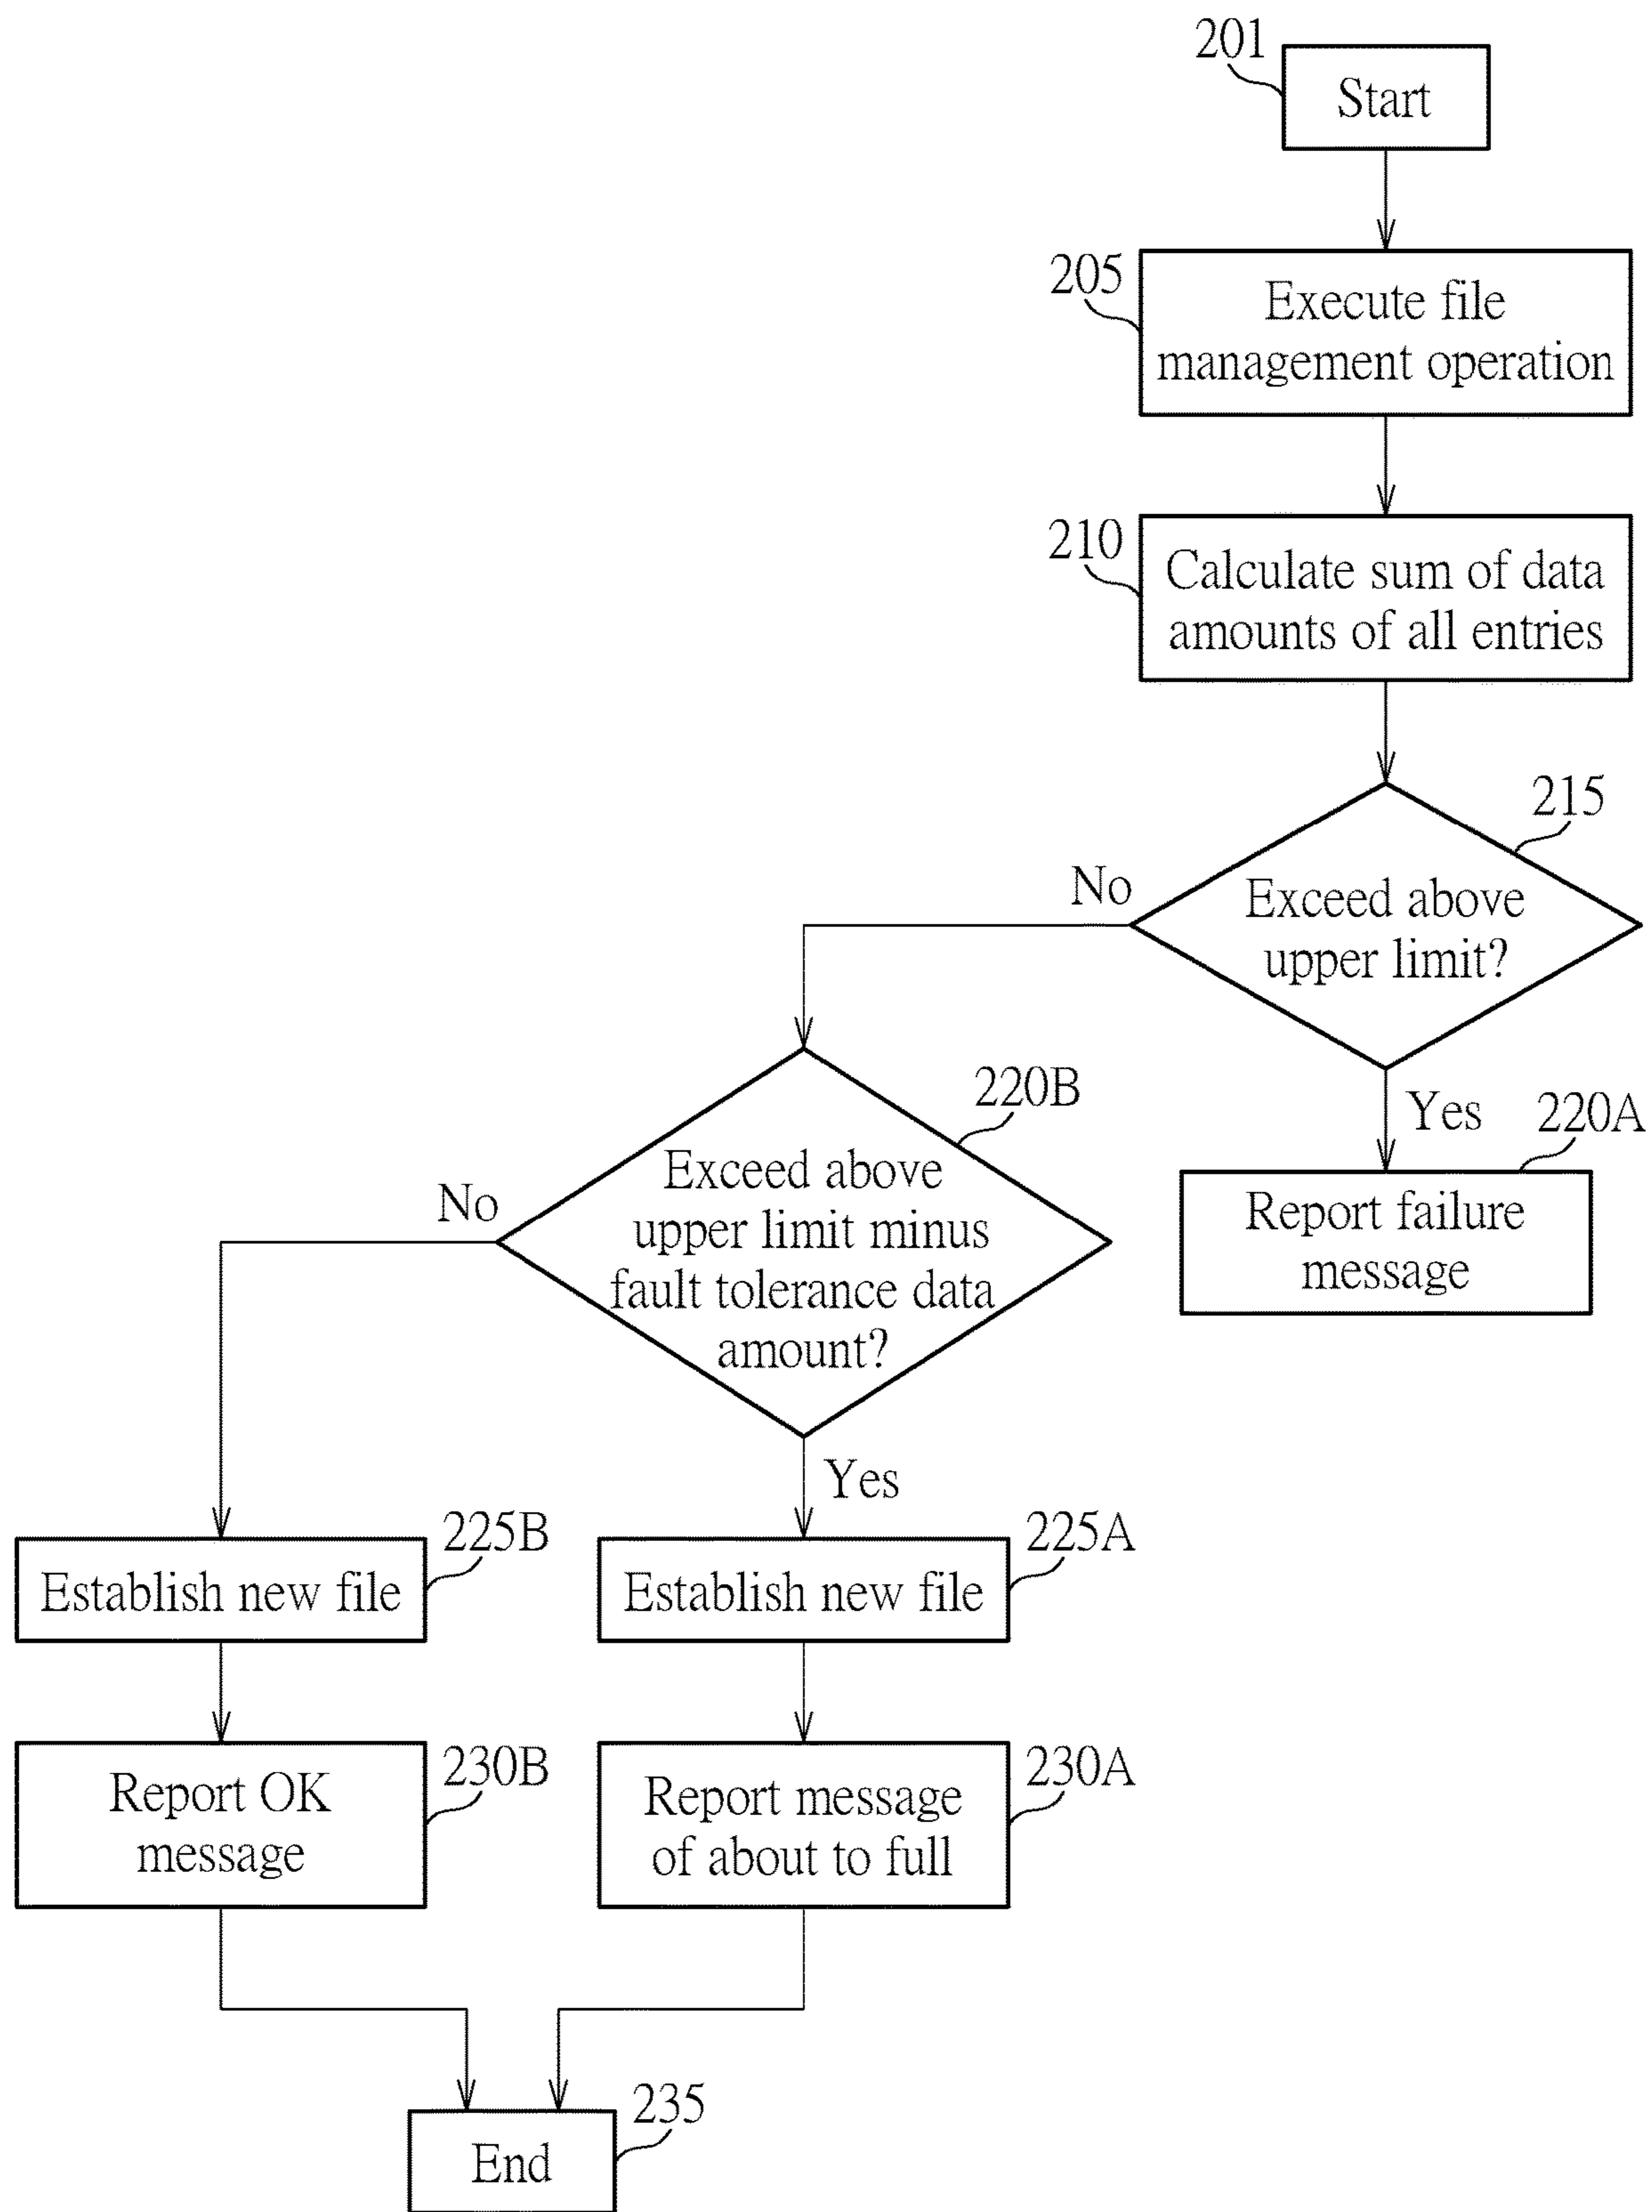 201
Start
205
Execute file
management operation
210
Calculate sum of data
amounts of all entries
215
No
Exceed above
upper limit?
220B
Yes
220A
Exceed above
upper limit minus
fault tolerance data
amount?
No
Report failure
message
Yes
225B
225A
Establish new file
Establish new file
230B
230A
Report OK
message
Report message
of about to full
235
End